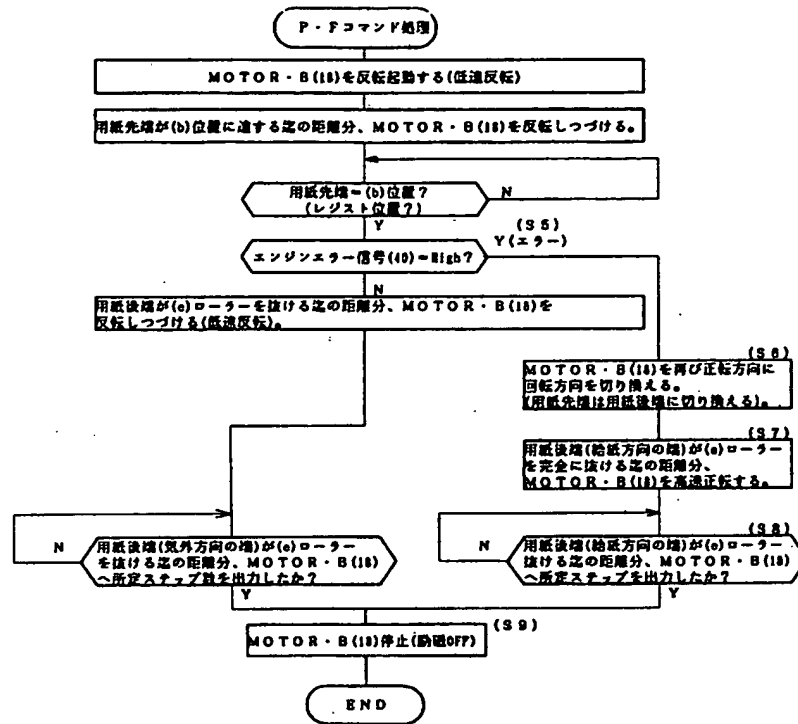 P・Fコマンド処理
MOTOR・B(18)を反転起動する(低速反転)
用紙先端が(b)位置に達する迄の距離分、MOTOR・B(18)を反転しつづける。
用紙先端=(b)位置?
(レジスト位置?)
N
Y
(S5)
Y(エラー)
エンジンエラー信号(40)=High?
N
用紙後端が(e)ローラーを抜ける迄の距離分、MOTOR・B(18)を
反転しつづける(低速反転)。
(S6)
MOTOR・B(18)を再び正転方向に
回転方向を切り換える。
(用紙先端は用紙後端に切り換える)。
(S7)
用紙後端(給紙方向の端)が(e)ローラー
を完全に抜ける迄の距離分、
MOTOR・B(18)を高速正転する。
(S8)
N
用紙後端(気外方向の端)が(e)ローラー
を抜ける迄の距離分、MOTOR・B(18)
へ所定ステップ数を出力したか?
Y
N
用紙後端(給紙方向の端)が(e)ローラー
抜ける迄の距離分、MOTOR・B(18)
へ所定ステップを出力したか?
Y
(S9)
MOTOR・B(18)停止(励磁OFF)
END